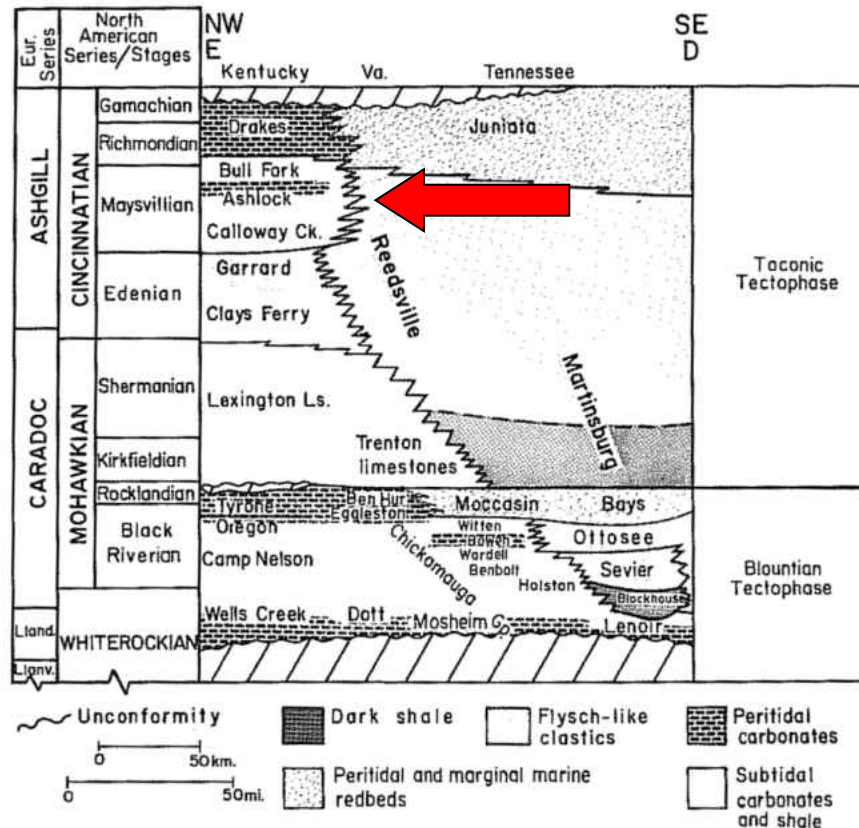 Eur. Series
North American Series/Stages
NW
E
SE
D
Kentucky Va. Tennessee
ASHGILL
CARADOC
Lland.
Llanv.
CINCINNATIAN
MOHAWKIAN
WHITEROCKIAN
Gamachian
Richmondian
Maysvillian
Edenian
Shermanian
Kirkfieldian
Rocklandian
Black Riverian
Drakes
Juniata
Bull Fork
Ashlock
Calloway Ck.
Garrard
Clays Ferry
Reedsville
Martinsburg
Lexington Ls.
Trenton limestones
Tyrone
Oregon
Ben Hur
Eggleston
Moccasin
Bays
Camp Nelson
Chickamauga Gp.
Witten
Bowen
Wardell
Benbolt
Holston
Ottosee
Sevier
Blockhouse
Wells Creek
Dott
Mosheim
Lenoir
Taconic Tectophase
Blountian Tectophase
Unconformity
0 50km.
0 50mi.
Dark shale
Flysch-like clastics
Peritidal carbonates
Peritidal and marginal marine redbeds
Subtidal carbonates and shale